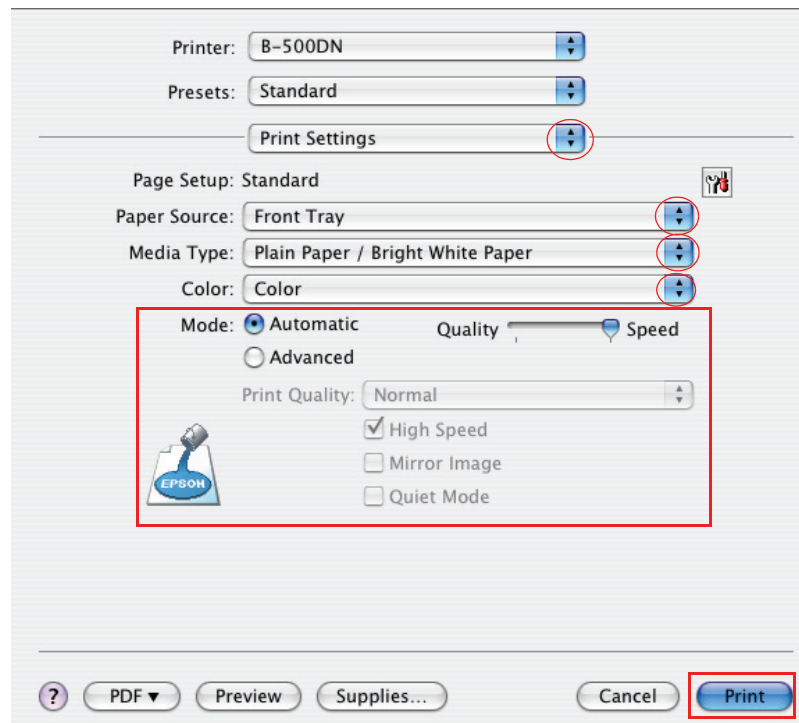 Printer: B-500DN
Presets: Standard
Print Settings
Page Setup: Standard
Paper Source: Front Tray
Media Type: Plain Paper / Bright White Paper
Color: Color
Mode: Automatic Quality Speed
Advanced
Print Quality: Normal
High Speed
Mirror Image
EPSON
Quiet Mode
? PDF▼ Preview Supplies... Cancel Print